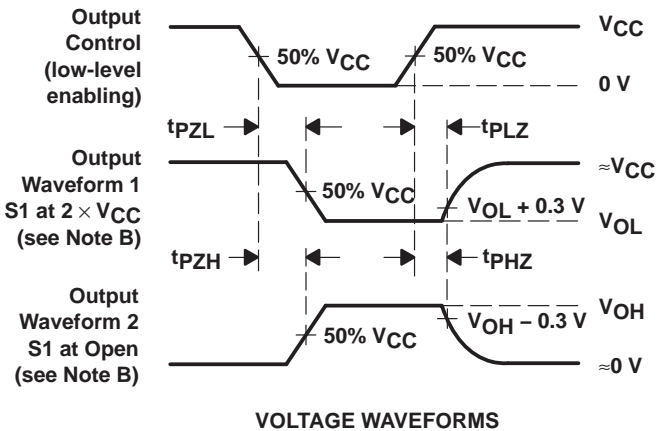 Output
Control
(low-level
enabling)
50% VCC
50% VCC
VCC
0 V
tPZL
tPLZ
Output
Waveform 1
S1 at 2 × VCC
(see Note B)
50% VCC
VOL + 0.3 V
≈VCC
VOL
tPZH
tPHZ
Output
Waveform 2
S1 at Open
(see Note B)
50% VCC
VOH − 0.3 V
VOH
≈0 V
VOLTAGE WAVEFORMS